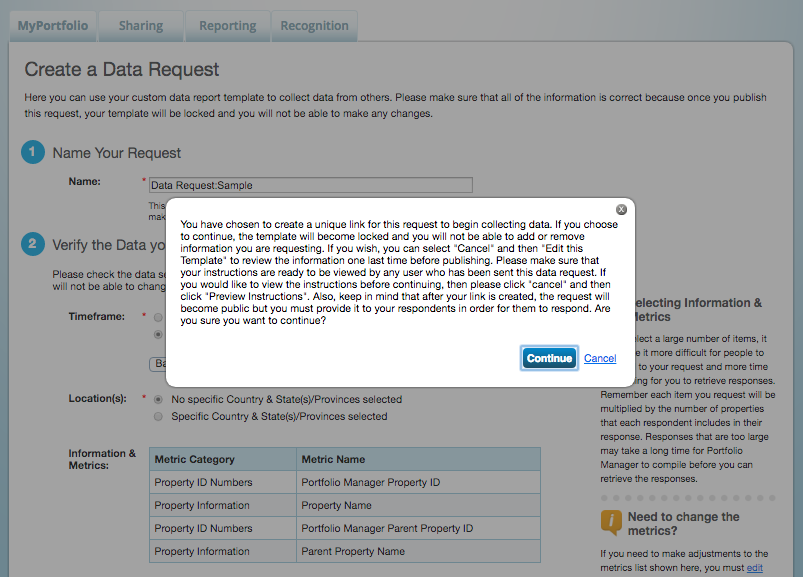 MyPortfolio Sharing Reporting Recognition
Create a Data Request
Here you can use your custom data report template to collect data from others. Please make sure that all of the information is correct because once you publish
this request, your template will be locked and you will not be able to make any changes.
1 Name Your Request
Name: * Data Request:Sample
This
mak
You have chosen to create a unique link for this request to begin collecting data. If you choose
to continue, the template will become locked and you will not be able to add or remove
information you are requesting. If you wish, you can select "Cancel" and then "Edit this
Template" to review the information one last time before publishing. Please make sure that
your instructions are ready to be viewed by any user who has been sent this data request. If
you would like to view the instructions before continuing, then please click "cancel" and then
click "Preview Instructions". Also, keep in mind that after your link is created, the request will
become public but you must provide it to your respondents in order for them to respond. Are
you sure you want to continue?
Continue Cancel
2 Verify the Data yo
Please check the data se
will not be able to chang
Timeframe: *
Ba
Location(s): * No specific Country & State(s)/Provinces selected
Specific Country & State(s)/Provinces selected
Information &
Metrics:
Metric Category Metric Name
Property ID Numbers Portfolio Manager Property ID
Property Information Property Name
Property ID Numbers Portfolio Manager Parent Property ID
Property Information Parent Property Name
electing Information &
etrics
elect a large number of items, it
e it more difficult for people to
to your request and more time
ng for you to retrieve responses.
Remember each item you request will be
multiplied by the number of properties
that each respondent includes in their
response. Responses that are too large
may take a long time for Portfolio
Manager to compile before you can
retrieve the responses.
Need to change the
metrics?
If you need to make adjustments to the
metrics list shown here, you must edit